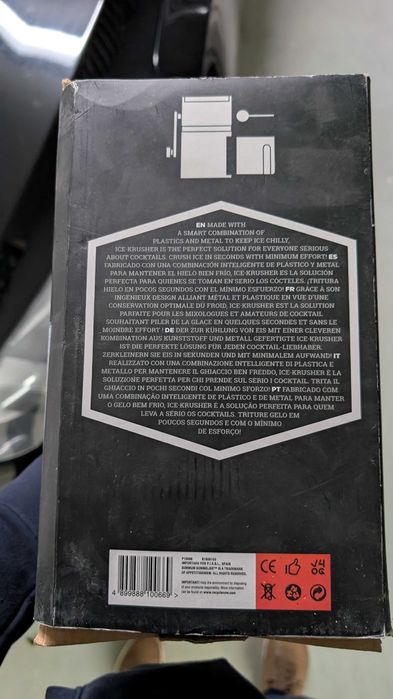 EN MADE WITH
A SMART COMBINATION OF
PLASTICS AND METAL TO KEEP ICE CHILLY,
ICE-KRUSHER IS THE PERFECT SOLUTION FOR EVERYONE SERIOUS
ABOUT COCKTAILS. CRUSH ICE IN SECONDS WITH MINIMUM EFFORT! ES
FABRICADO CON UNA COMBINACIÓN INTELIGENTE DE PLÁSTICO Y METAL
PARA MANTENER EL HIELO BIEN FRÍO, ICE-KRUSHER ES LA SOLUCIÓN
PERFECTA PARA QUIENES SE TOMAN EN SERIO LOS CÓCTELES. ¡TRITURA
HIELO EN POCOS SEGUNDOS CON EL MÍNIMO ESFUERZO! FR GRÂCE À SON
INGÉNIEUX DESIGN ALLIANT MÉTAL ET PLASTIQUE EN VUE D'UNE
CONSERVATION OPTIMALE DU FROID, ICE-KRUSHER EST LA SOLUTION
PARFAITE POUR LES MIXOLOGUES ET AMATEURS DE COCKTAIL
SOUHAITANT PILER DE LA GLACE EN QUELQUES SECONDES ET SANS LE
MOINDRE EFFORT ! DE DER ZUR KÜHLUNG VON EIS MIT EINER CLEVEREN
KOMBINATION AUS KUNSTSTOFF UND METALL GEFERTIGTE ICE-KRUSHER
IST DIE PERFEKTE LÖSUNG FÜR JEDEN COCKTAIL-LIEBHABER.
ZERKLEINERN SIE EIS IN SEKUNDEN UND MIT MINIMALEM AUFWAND! IT
REALIZZATO CON UNA COMBINAZIONE INTELLIGENTE DI PLASTICA E
METALLO PER MANTENERE IL GHIACCIO BEN FREDDO, ICE-KRUSHER È LA
SOLUZIONE PERFETTA PER CHI PRENDE SUL SERIO I COCKTAIL. TRITA IL
GHIACCIO IN POCHI SECONDI COL MINIMO SFORZO! PT FABRICADO COM
UMA COMBINAÇÃO INTELIGENTE DE PLÁSTICO E DE METAL PARA MANTER
O GELO BEM FRIO, ICE-KRUSHER É A SOLUÇÃO PERFEITA PARA QUEM
LEVA A SÉRIO OS COCKTAILS. TRITURE GELO EM
POUCOS SEGUNDOS E COM O MÍNIMO
DE ESFORÇO!
4 899888 100669 >
CE